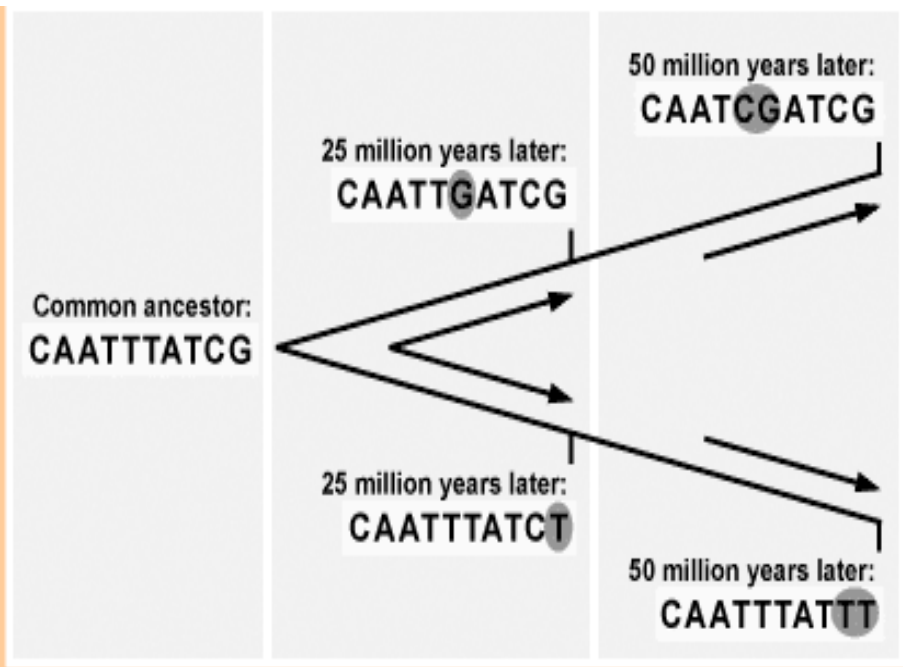 Common ancestor:
CAATTTATCG
25 million years later:
CAATTGATCG
25 million years later:
CAATTTATCT
50 million years later:
CAATCGATCG
50 million years later:
CAATTTATTT